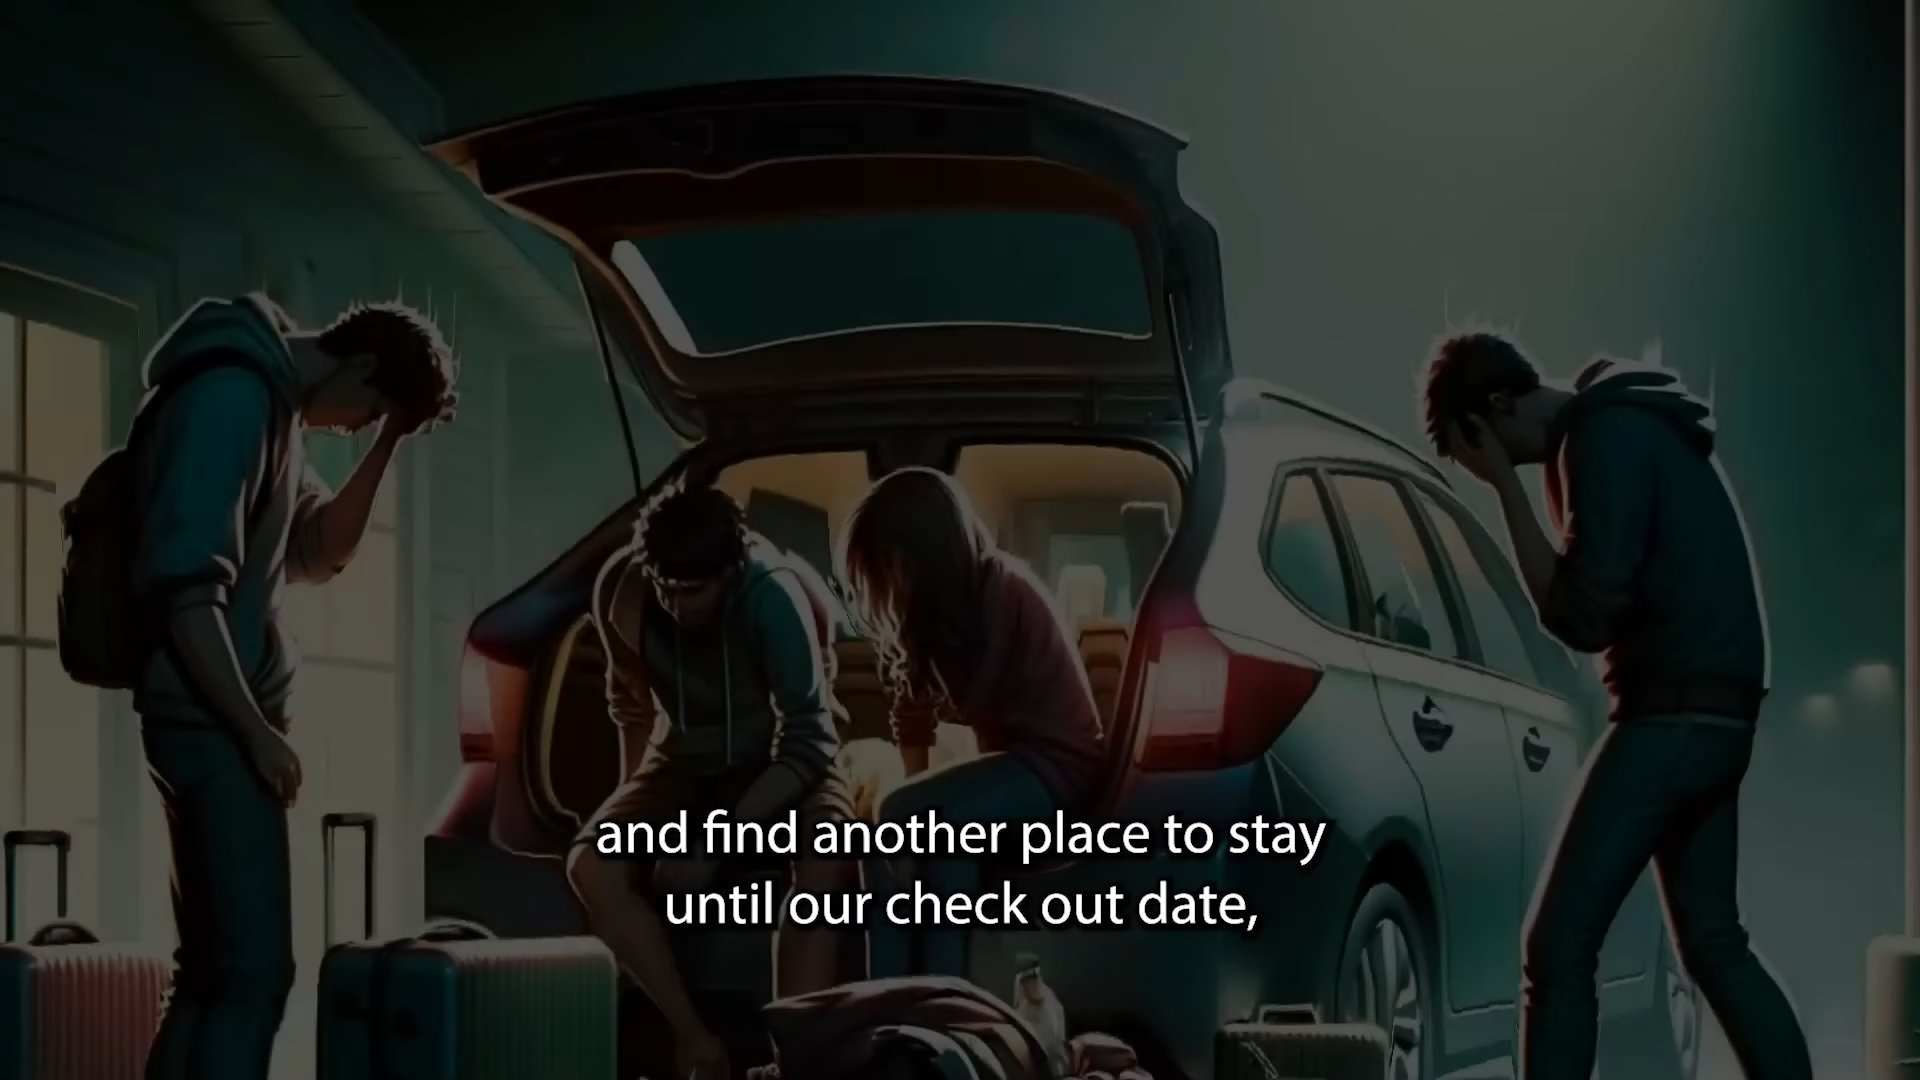 and find another place to stay
until our check out date,